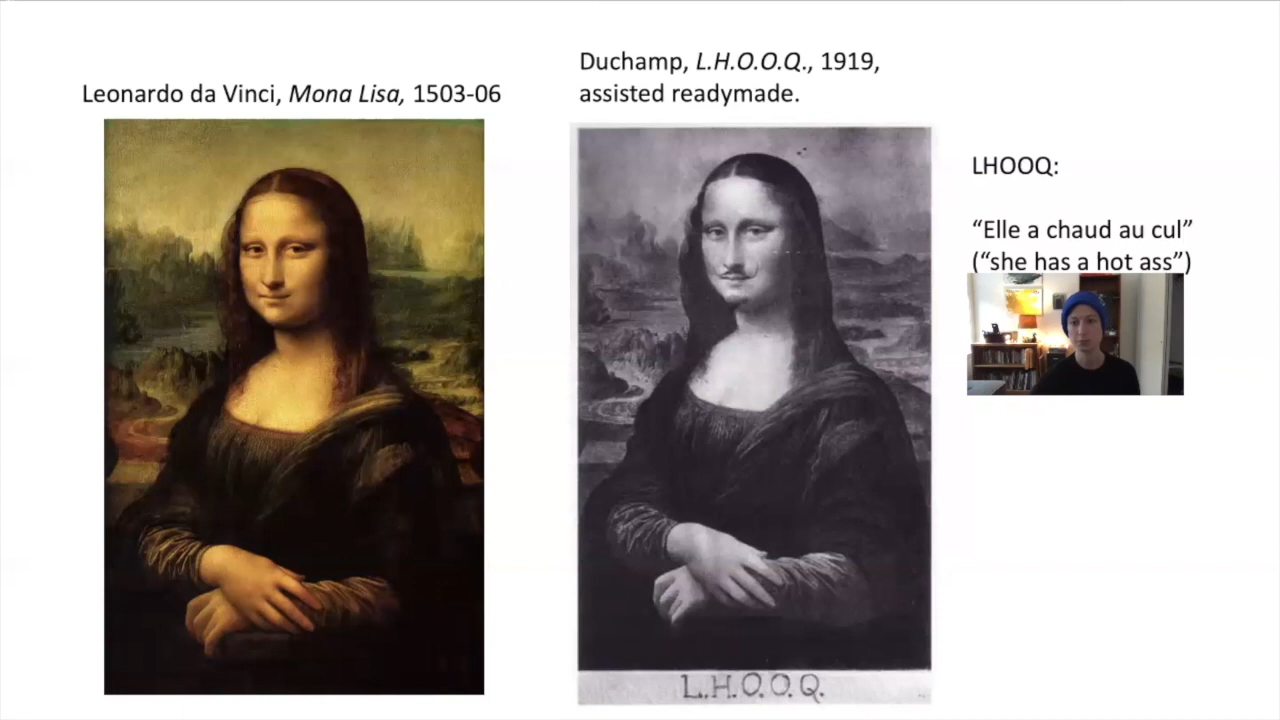 Leonardo da Vinci, Mona Lisa, 1503-06
Duchamp, L.H.O.O.Q., 1919,
assisted readymade.
L.H.O.O.Q.
LHOOQ:
“Elle a chaud au cul”
(“she has a hot ass”)